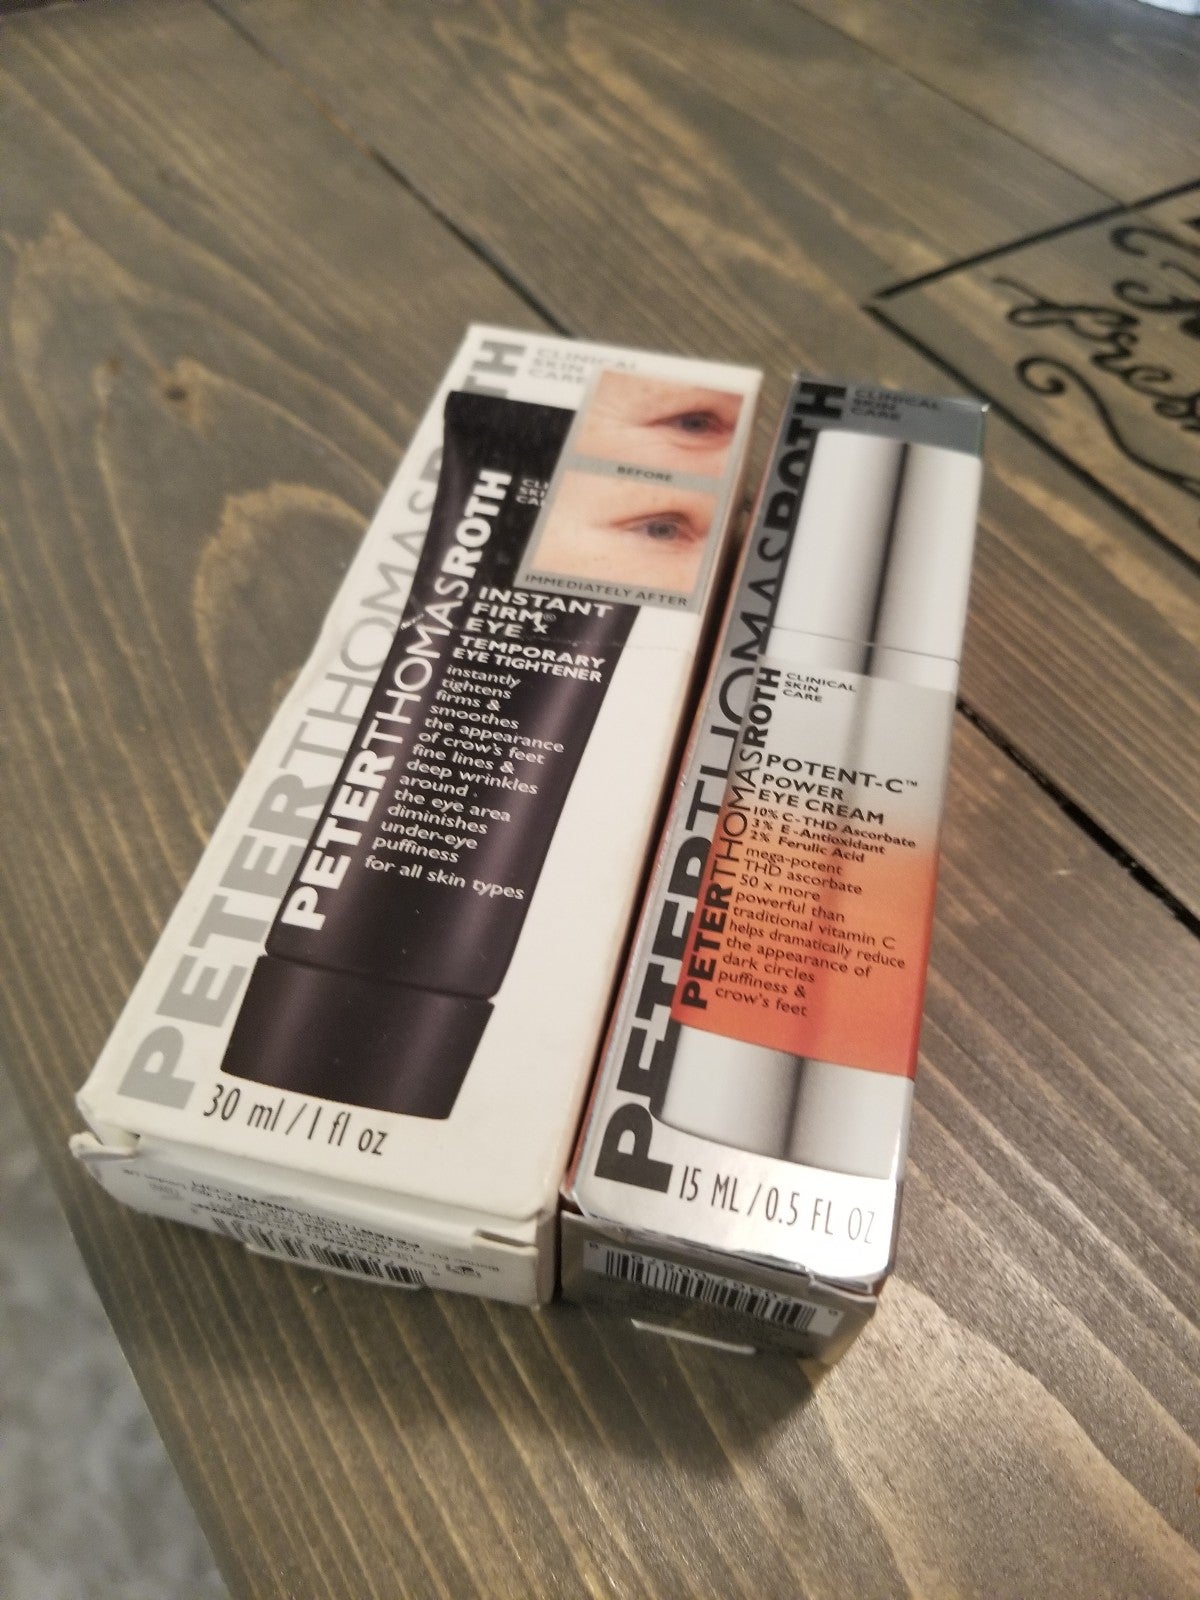 PETERTHOMASROTH
CLINICAL
SKIN
CARE
BEFORE
IMMEDIATELY AFTER
PETERTHOMASROTH
INSTANT
FIRMx®
EYE
TEMPORARY
EYE TIGHTENER
instantly
tightens
firms &
smoothes
the appearance
of crow's feet
fine lines &
deep wrinkles
around
the eye area
diminishes
under-eye
puffiness
for all skin types
30 ml / 1 fl oz
PETERTHOMASROTH
CLINICAL
SKIN
CARE
PETERTHOMASROTH
CLINICAL
SKIN
CARE
POTENT-C™
POWER
EYE CREAM
10% C-THD Ascorbate
3% E-Antioxidant
2% Ferulic Acid
mega-potent
THD ascorbate
50 x more
powerful than
traditional vitamin C
helps dramatically reduce
the appearance of
dark circles
puffiness &
crow's feet
15 ML / 0.5 FL OZ